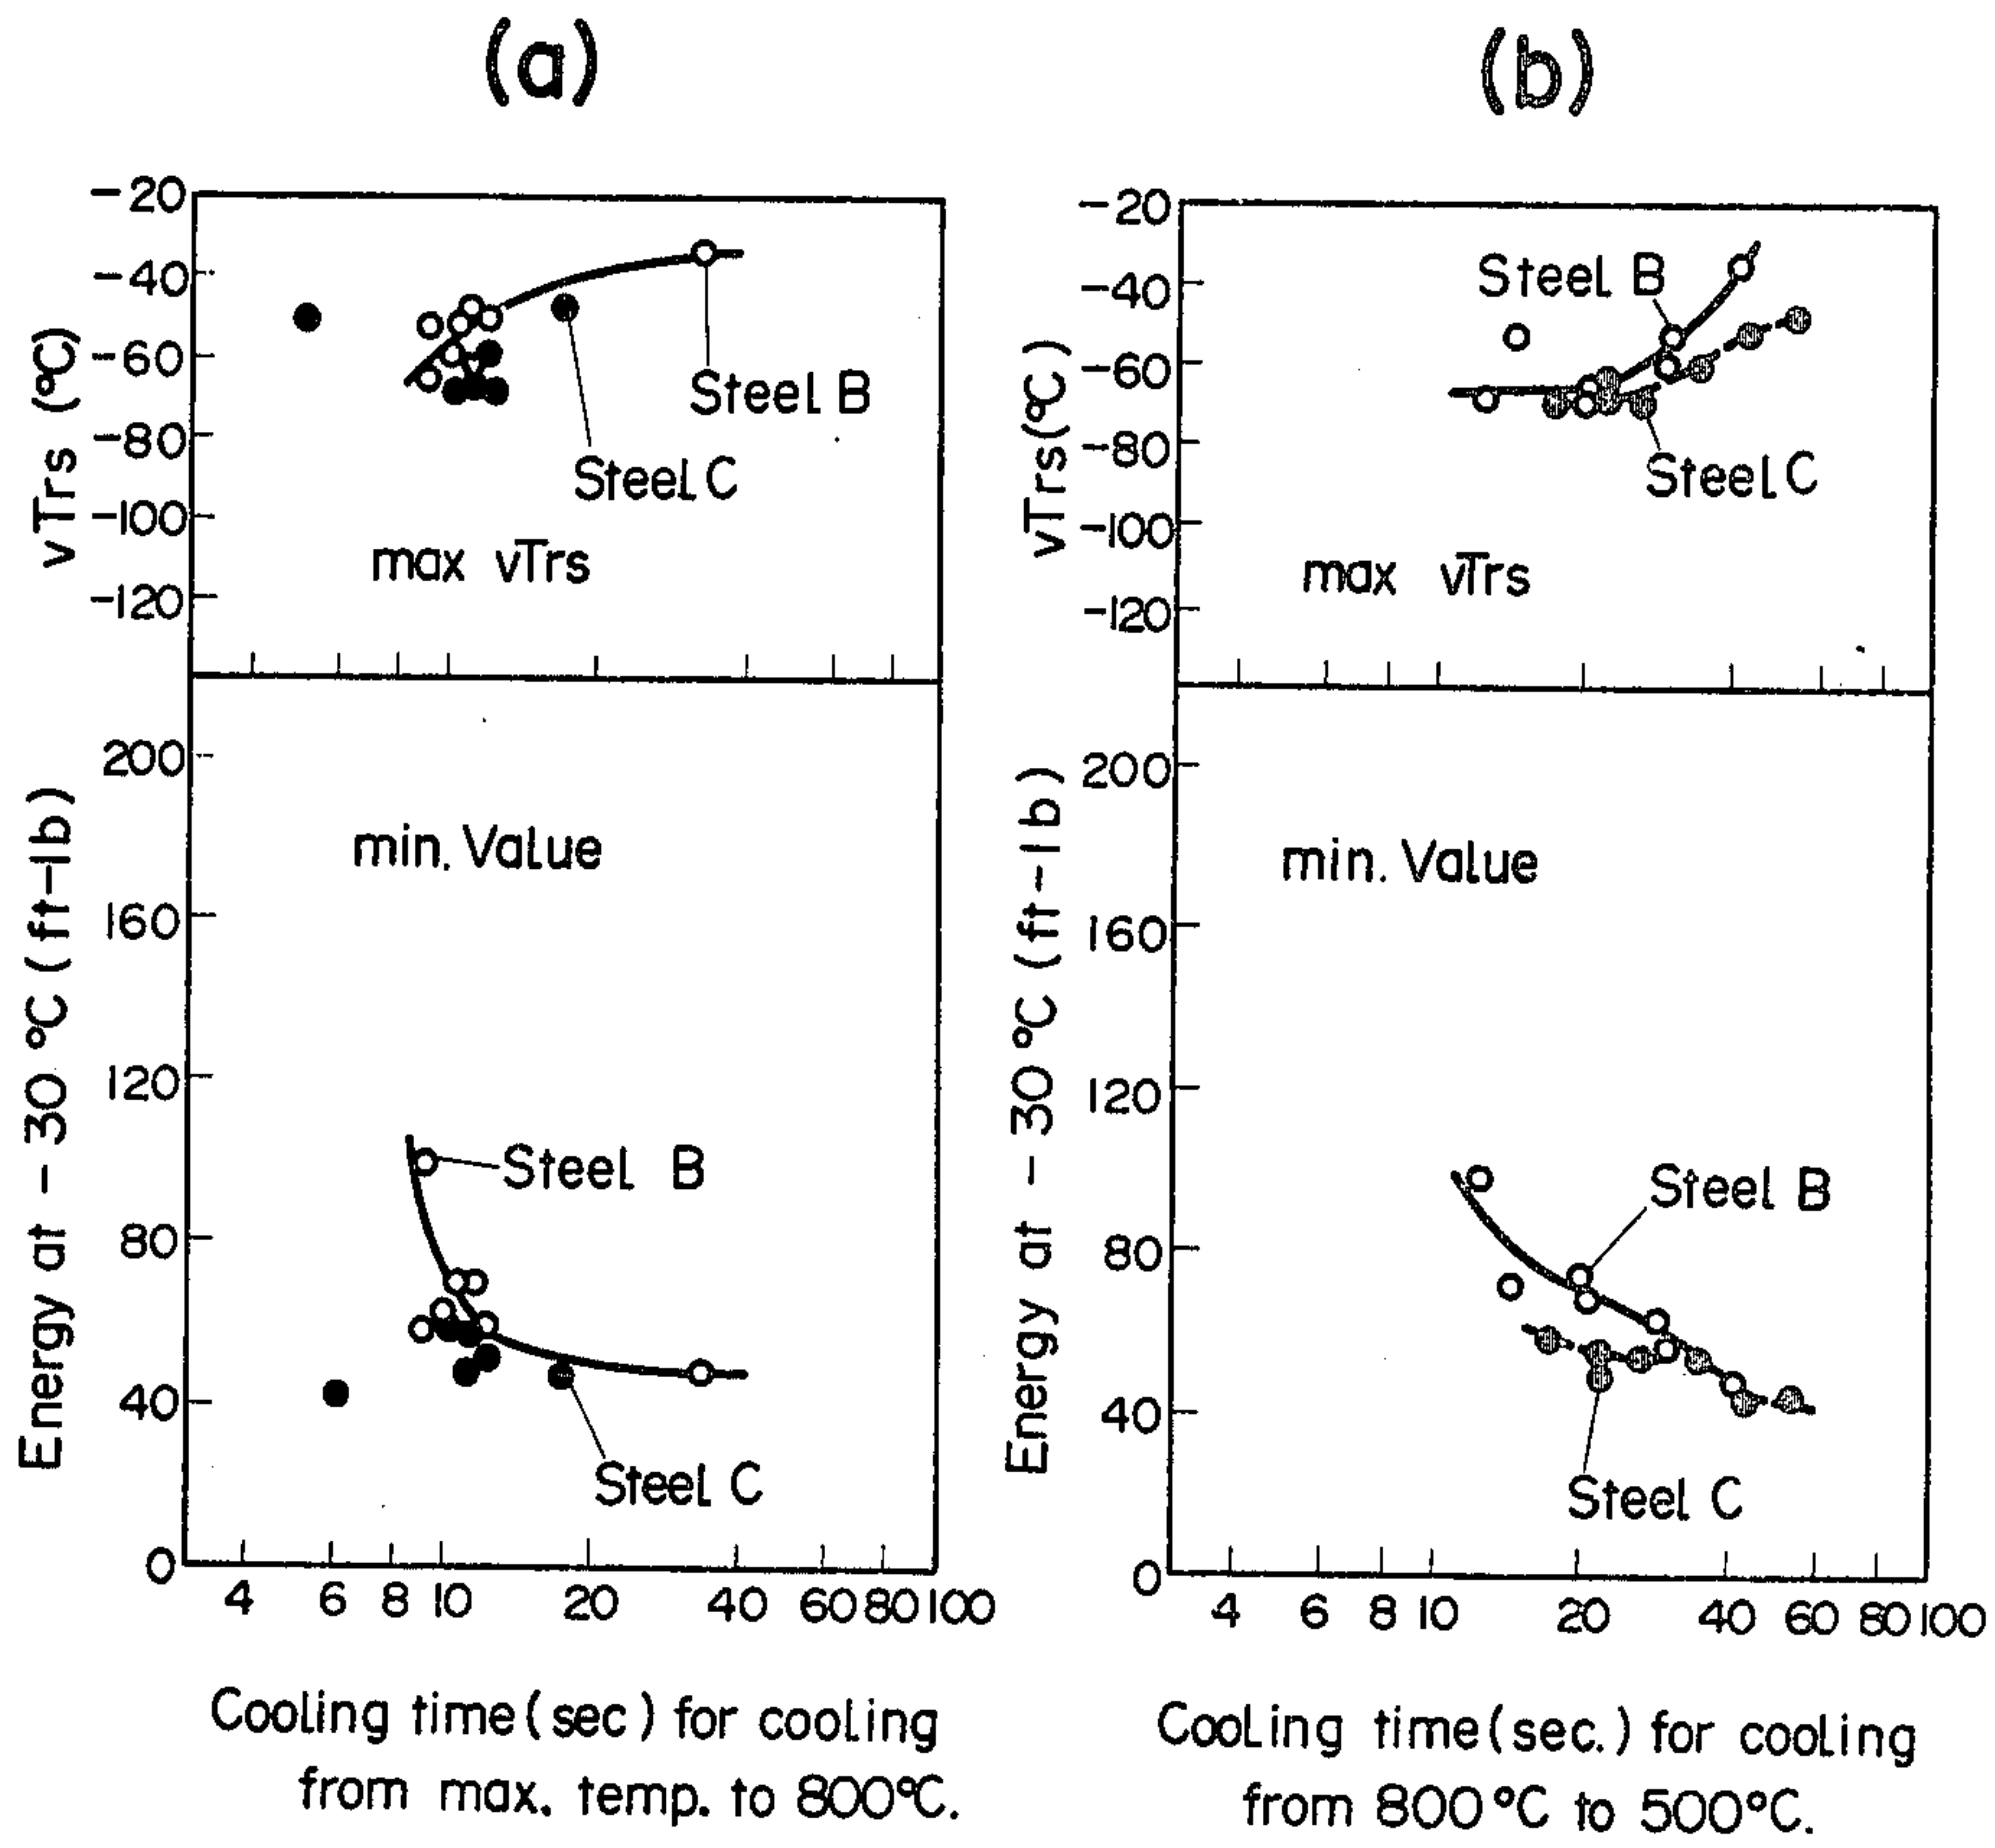 (a)
-20
-40
-60
-80
-100
-120
vTrs (°C)
Steel B
Steel C
max vTrs
200
160
120
80
40
0
Energy at -30 °C (ft-lb)
min. Value
Steel B
Steel C
4 6 8 10 20 40 60 80 100
Cooling time (sec) for cooling
from max. temp. to 800°C.
(b)
-20
-40
-60
-80
-100
-120
vTrs (°C)
Steel B
Steel C
max vTrs
200
160
120
80
40
0
Energy at -30 °C (ft-lb)
min. Value
Steel B
Steel C
4 6 8 10 20 40 60 80 100
Cooling time (sec.) for cooling
from 800°C to 500°C.